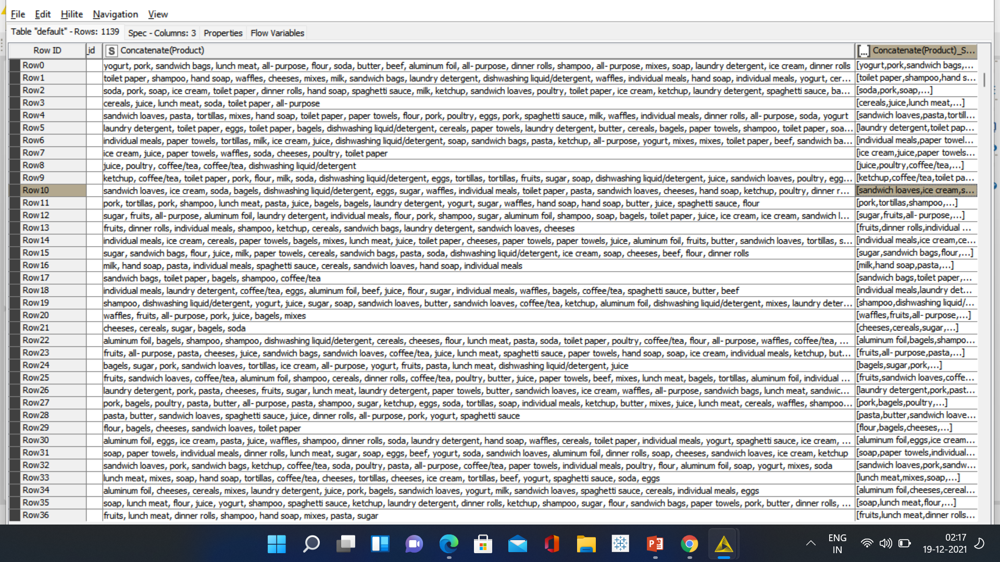 File Edit Hilite Navigation View
Table "default" - Rows: 1139 Spec - Columns: 3 Properties Flow Variables
Row ID _id S Concatenate(Product) [...] Concatenate(Product)_S...
Row0 yogurt, pork, sandwich bags, lunch meat, all- purpose, flour, soda, butter, beef, aluminum foil, all- purpose, dinner rolls, shampoo, all- purpose, mixes, soap, laundry detergent, ice cream, dinner rolls [yogurt,pork,sandwich bags,...
Row1 toilet paper, shampoo, hand soap, waffles, cheeses, mixes, milk, sandwich bags, laundry detergent, dishwashing liquid/detergent, waffles, individual meals, hand soap, individual meals, yogurt, cer... [toilet paper,shampoo,hand s...
Row2 soda, pork, soap, ice cream, toilet paper, dinner rolls, hand soap, spaghetti sauce, milk, ketchup, sandwich loaves, poultry, toilet paper, ice cream, ketchup, laundry detergent, spaghetti sauce, ba... [soda,pork,soap,...]
Row3 cereals, juice, lunch meat, soda, toilet paper, all- purpose [cereals,juice,lunch meat,...]
Row4 sandwich loaves, pasta, tortillas, mixes, hand soap, toilet paper, paper towels, flour, pork, poultry, eggs, pork, spaghetti sauce, milk, waffles, individual meals, dinner rolls, all- purpose, soda, yogurt [sandwich loaves,pasta,tortill...
Row5 laundry detergent, toilet paper, eggs, toilet paper, bagels, dishwashing liquid/detergent, cereals, paper towels, laundry detergent, butter, cereals, bagels, paper towels, shampoo, toilet paper, soa... [laundry detergent,toilet pap...
Row6 individual meals, paper towels, tortillas, milk, ice cream, juice, dishwashing liquid/detergent, soap, sandwich bags, pasta, ketchup, all- purpose, yogurt, mixes, mixes, toilet paper, beef, sandwich ba... [individual meals,paper towel...
Row7 ice cream, juice, paper towels, waffles, soda, cheeses, poultry, toilet paper [ice cream,juice,paper towels...
Row8 juice, poultry, coffee/tea, coffee/tea, dishwashing liquid/detergent [juice,poultry,coffee/tea,...]
Row9 ketchup, coffee/tea, toilet paper, pork, flour, milk, soda, dishwashing liquid/detergent, eggs, tortillas, tortillas, fruits, sugar, soap, dishwashing liquid/detergent, juice, sandwich loaves, poultry, egg... [ketchup,coffee/tea,toilet pa...
Row10 sandwich loaves, ice cream, soda, bagels, dishwashing liquid/detergent, eggs, sugar, waffles, individual meals, toilet paper, pasta, sandwich loaves, cheeses, hand soap, ketchup, poultry, dinner r... [sandwich loaves,ice cream,s...
Row11 pork, tortillas, pork, shampoo, lunch meat, pasta, juice, bagels, bagels, laundry detergent, yogurt, sugar, waffles, hand soap, hand soap, butter, juice, spaghetti sauce, flour [pork,tortillas,shampoo,...]
Row12 sugar, fruits, all- purpose, aluminum foil, laundry detergent, individual meals, flour, pork, shampoo, sugar, aluminum foil, shampoo, soap, bagels, toilet paper, juice, ice cream, ice cream, sandwich l... [sugar,fruits,all- purpose,...]
Row13 fruits, dinner rolls, individual meals, shampoo, ketchup, cereals, sandwich bags, laundry detergent, sandwich loaves, cheeses [fruits,dinner rolls,individual ...
Row14 individual meals, ice cream, cereals, paper towels, bagels, mixes, lunch meat, juice, toilet paper, cheeses, paper towels, paper towels, juice, aluminum foil, fruits, butter, sandwich loaves, tortillas, s... [individual meals,ice cream,ce...
Row15 sugar, sandwich bags, flour, juice, milk, paper towels, cereals, sandwich bags, pasta, soda, dishwashing liquid/detergent, ice cream, soap, cheeses, beef, flour, dinner rolls [sugar,sandwich bags,flour,...]
Row16 milk, hand soap, pasta, individual meals, spaghetti sauce, cereals, sandwich loaves, hand soap, individual meals [milk,hand soap,pasta,...]
Row17 sandwich bags, toilet paper, bagels, shampoo, coffee/tea [sandwich bags,toilet paper,...
Row18 individual meals, laundry detergent, coffee/tea, eggs, aluminum foil, beef, juice, flour, sugar, individual meals, waffles, bagels, coffee/tea, spaghetti sauce, butter, beef [individual meals,laundry det...
Row19 shampoo, dishwashing liquid/detergent, yogurt, juice, sugar, soap, sandwich loaves, butter, sandwich loaves, coffee/tea, ketchup, aluminum foil, dishwashing liquid/detergent, mixes, laundry deter... [shampoo,dishwashing liquid/...
Row20 waffles, fruits, all- purpose, pork, juice, bagels, mixes [waffles,fruits,all- purpose,...]
Row21 cheeses, cereals, sugar, bagels, soda [cheeses,cereals,sugar,...]
Row22 aluminum foil, bagels, shampoo, shampoo, dishwashing liquid/detergent, cereals, cheeses, flour, lunch meat, pasta, soda, toilet paper, poultry, coffee/tea, flour, all- purpose, waffles, coffee/tea, ... [aluminum foil,bagels,shampo...
Row23 fruits, all- purpose, pasta, cheeses, juice, sandwich bags, sandwich loaves, coffee/tea, juice, lunch meat, spaghetti sauce, paper towels, hand soap, soap, ice cream, individual meals, ketchup, but... [fruits,all- purpose,pasta,...]
Row24 bagels, sugar, pork, sandwich loaves, tortillas, ice cream, all- purpose, yogurt, fruits, pasta, lunch meat, dishwashing liquid/detergent, juice [bagels,sugar,pork,...]
Row25 fruits, sandwich loaves, coffee/tea, aluminum foil, shampoo, cereals, dinner rolls, coffee/tea, poultry, butter, juice, paper towels, beef, mixes, lunch meat, bagels, tortillas, aluminum foil, individual ... [fruits,sandwich loaves,coffe...
Row26 laundry detergent, pork, pasta, cheeses, fruits, sugar, lunch meat, laundry detergent, paper towels, butter, sandwich loaves, ice cream, waffles, all- purpose, sandwich bags, lunch meat, sandwic... [laundry detergent,pork,past...
Row27 pork, bagels, poultry, pasta, butter, all- purpose, pasta, shampoo, sugar, ketchup, eggs, soda, tortillas, soap, individual meals, ketchup, butter, mixes, juice, lunch meat, cereals, waffles, shampoo... [pork,bagels,poultry,...]
Row28 pasta, butter, sandwich loaves, spaghetti sauce, juice, dinner rolls, all- purpose, pork, yogurt, spaghetti sauce [pasta,butter,sandwich loave...
Row29 flour, bagels, cheeses, sandwich loaves, toilet paper [flour,bagels,cheeses,...]
Row30 aluminum foil, eggs, ice cream, pasta, juice, waffles, shampoo, dinner rolls, soda, laundry detergent, hand soap, waffles, cereals, toilet paper, individual meals, yogurt, spaghetti sauce, ice cream, ... [aluminum foil,eggs,ice cream...
Row31 soap, paper towels, individual meals, dinner rolls, lunch meat, sugar, soap, eggs, beef, yogurt, soda, sandwich loaves, aluminum foil, dinner rolls, soap, cheeses, sandwich loaves, ice cream, ketchup [soap,paper towels,individual...
Row32 sandwich loaves, pork, sandwich bags, ketchup, coffee/tea, soda, poultry, pasta, all- purpose, coffee/tea, paper towels, individual meals, poultry, flour, aluminum foil, soap, yogurt, mixes, soda [sandwich loaves,pork,sandw...
Row33 lunch meat, mixes, soap, hand soap, tortillas, coffee/tea, cheeses, tortillas, cheeses, ice cream, tortillas, beef, yogurt, spaghetti sauce, soda, eggs [lunch meat,mixes,soap,...]
Row34 aluminum foil, cheeses, cereals, mixes, laundry detergent, juice, pork, bagels, sandwich loaves, yogurt, milk, sandwich loaves, spaghetti sauce, cereals, individual meals, eggs [aluminum foil,cheeses,cereal...
Row35 soap, lunch meat, flour, juice, yogurt, shampoo, spaghetti sauce, ketchup, laundry detergent, dinner rolls, ketchup, shampoo, sugar, flour, sandwich bags, paper towels, pork, butter, dinner rolls, ... [soap,lunch meat,flour,...]
Row36 fruits, lunch meat, dinner rolls, shampoo, hand soap, mixes, pasta, sugar [fruits,lunch meat,dinner rolls...
ENG 02:17
IN 19-12-2021